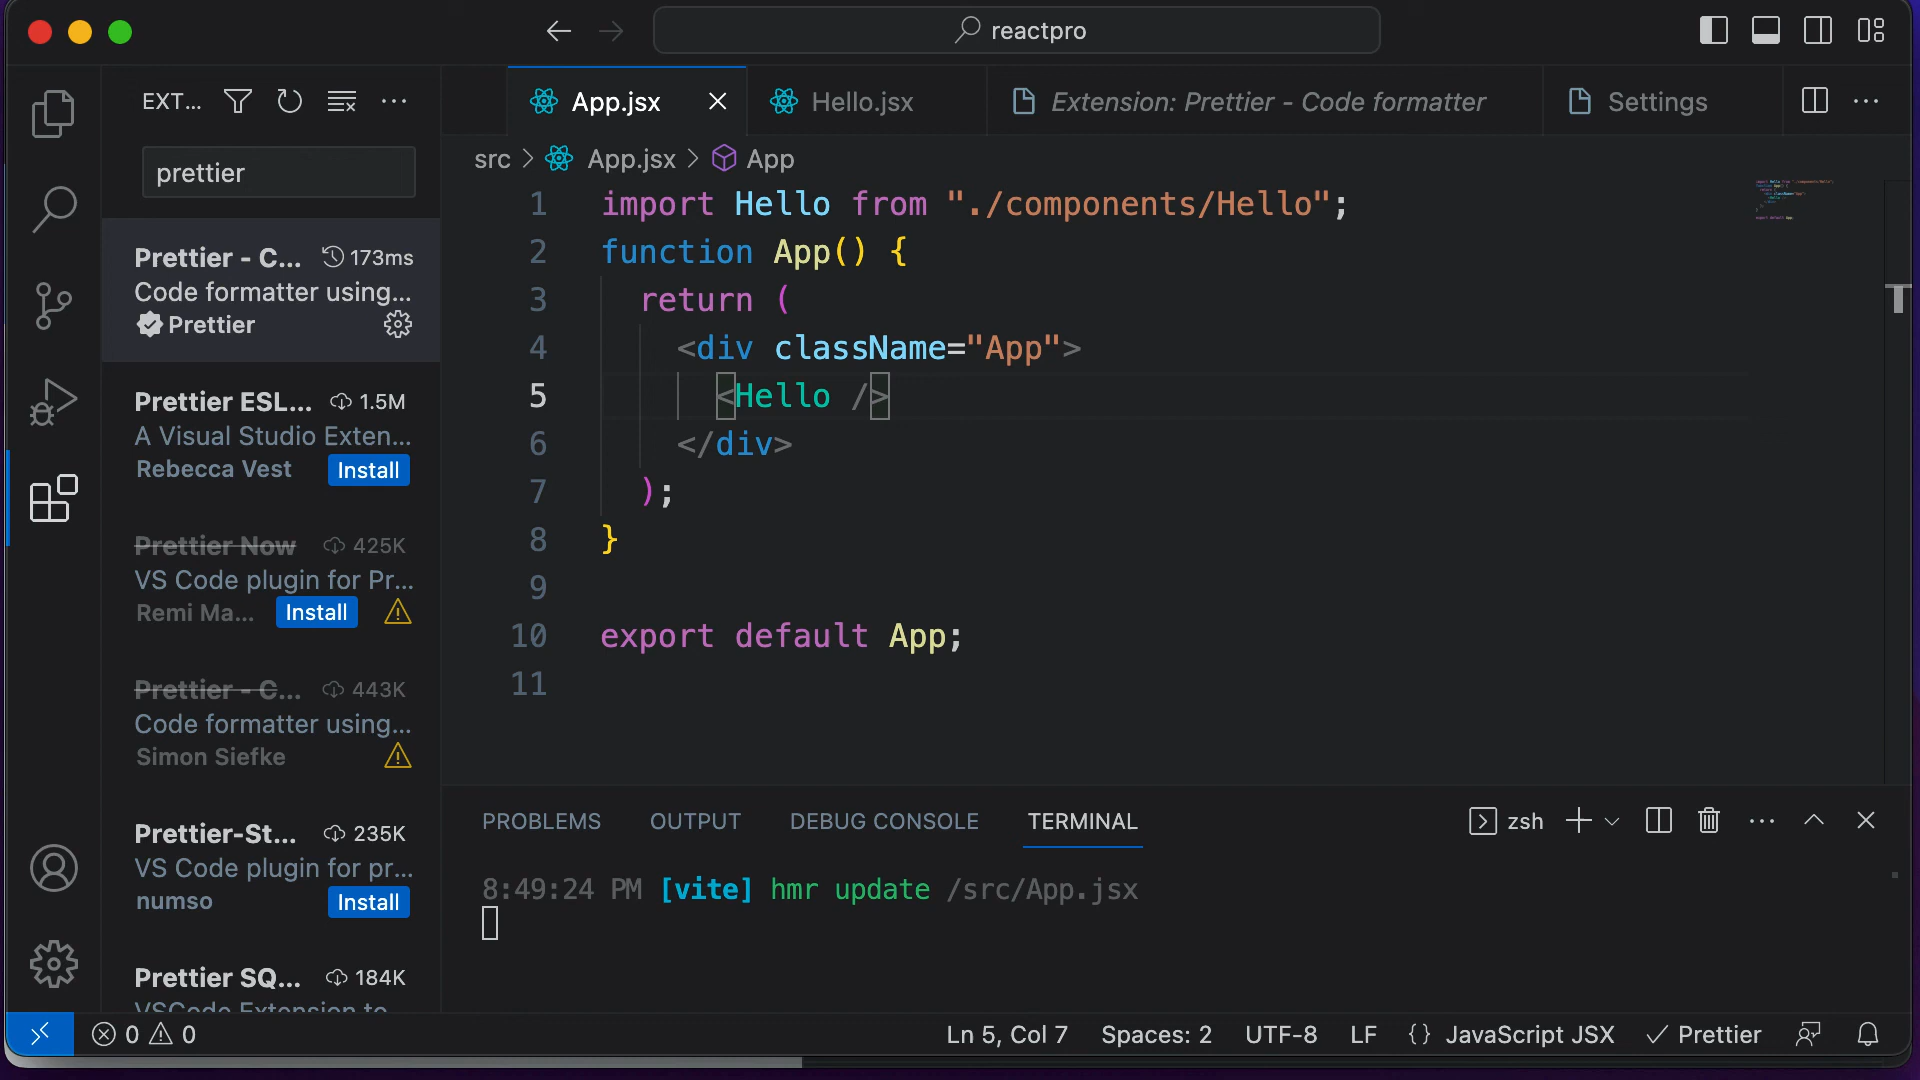 reactpro
EXT...
prettier
Prettier - C... 173ms
Code formatter using...
Prettier
Prettier ESL... 1.5M
A Visual Studio Exten...
Rebecca Vest Install
Prettier Now 425K
VS Code plugin for Pr...
Remi Ma... Install
Prettier - C... 443K
Code formatter using...
Simon Siefke
Prettier-St... 235K
VS Code plugin for pr...
numso Install
Prettier SQ... 184K
VSCode Extension to
App.jsx Hello.jsx Extension: Prettier - Code formatter Settings
src > App.jsx > App
1 import Hello from "./components/Hello";
2 function App() {
3 return (
4 <div className="App">
5 <Hello />
6 </div>
7 );
8 }
9
10 export default App;
11
PROBLEMS OUTPUT DEBUG CONSOLE TERMINAL zsh
8:49:24 PM [vite] hmr update /src/App.jsx
0 0 Ln 5, Col 7 Spaces: 2 UTF-8 LF {} JavaScript JSX Prettier